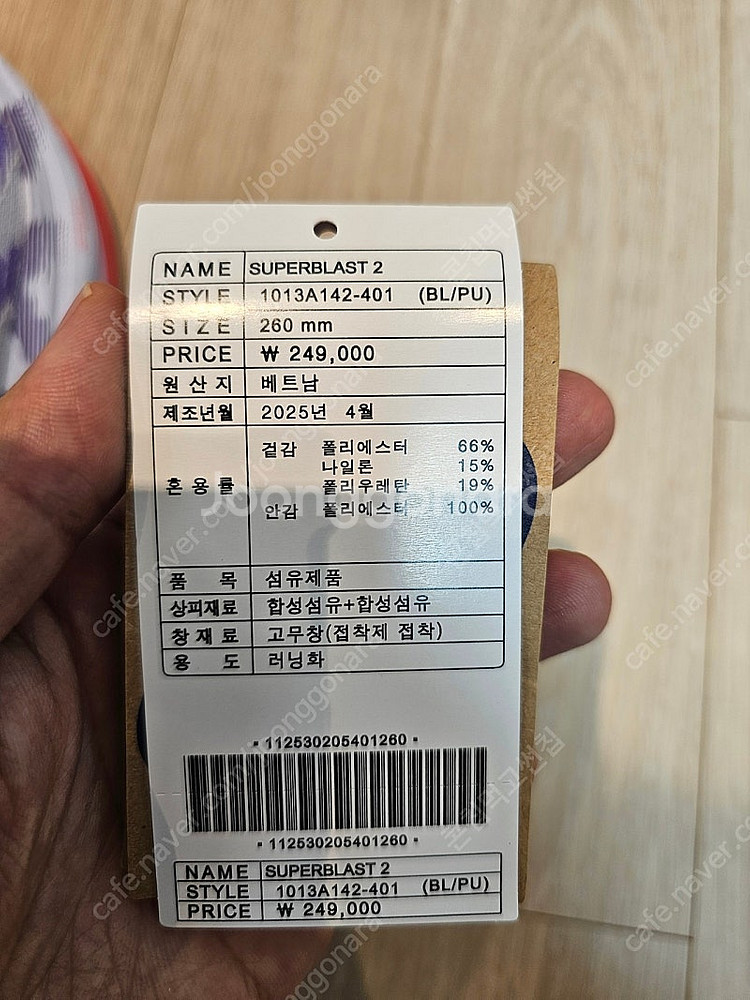 NAME SUPERBLAST 2
STYLE 1013A142-401 (BL/PU)
SIZE 260 mm
PRICE ₩ 249,000
원산지 베트남
제조년월 2025년 4월
혼용률 겉감 폴리에스터 66%
나일론 15%
폴리우레탄 19%
안감 폴리에스터 100%
품 목 섬유제품
상피재료 합성섬유+합성섬유
창재료 고무창(접착제 접착)
용 도 러닝화
- 112530205401260 -
- 112530205401260 -
NAME SUPERBLAST 2
STYLE 1013A142-401 (BL/PU)
PRICE ₩ 249,000
Joonggonara
cafe.naver.com/joonggonara